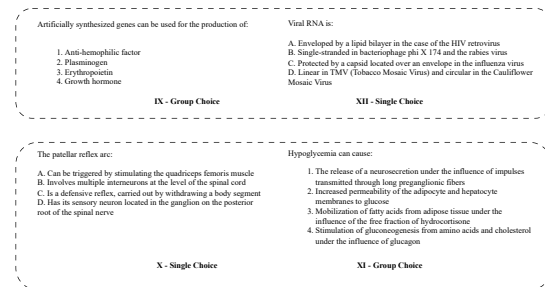 Artificially synthesized genes can be used for the production of:
1. Anti-hemophilic factor
2. Plasminogen
3. Erythropoietin
4. Growth hormone
IX - Group Choice
Viral RNA is:
A. Enveloped by a lipid bilayer in the case of the HIV retrovirus
B. Single-stranded in bacteriophage phi X 174 and the rabies virus
C. Protected by a capsid located over an envelope in the influenza virus
D. Linear in TMV (Tobacco Mosaic Virus) and circular in the Cauliflower
Mosaic Virus
XII - Single Choice
The patellar reflex arc:
A. Can be triggered by stimulating the quadriceps femoris muscle
B. Involves multiple interneurons at the level of the spinal cord
C. Is a defensive reflex, carried out by withdrawing a body segment
D. Has its sensory neuron located in the ganglion on the posterior
root of the spinal nerve
X - Single Choice
Hypoglycemia can cause:
1. The release of a neurosecretion under the influence of impulses
transmitted through long preganglionic fibers
2. Increased permeability of the adipocyte and hepatocyte
membranes to glucose
3. Mobilization of fatty acids from adipose tissue under the
influence of the free fraction of hydrocortisone
4. Stimulation of gluconeogenesis from amino acids and cholesterol
under the influence of glucagon
XI - Group Choice